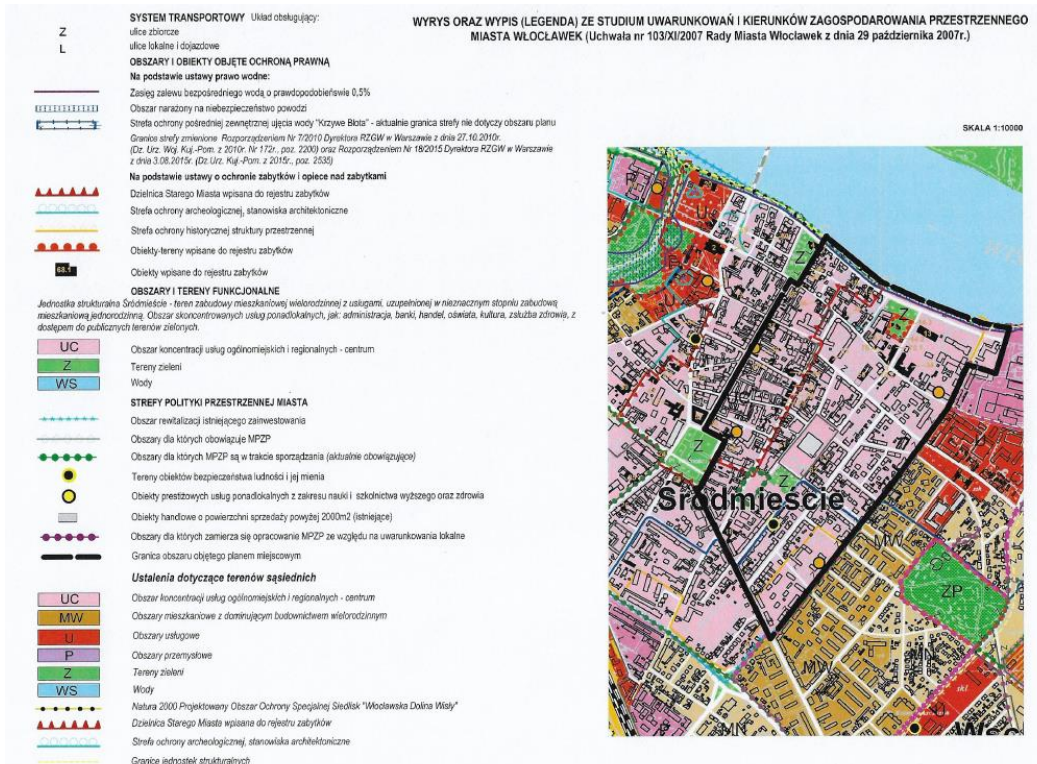 SYSTEM TRANSPORTOWY Układ obsługujący:
Z ulice zbiorcze
L ulice lokalne i dojazdowe
OBSZARY I OBIEKTY OBJĘTE OCHRONĄ PRAWNĄ
Na podstawie ustawy prawo wodne:
Zasięg zalewu bezpośredniego wodą o prawdopodobieństwie 0,5%
Obszar narażony na niebezpieczeństwo powodzi
Strefa ochrony pośredniej zewnętrznej ujęcia wody "Krzywe Błota" - aktualnie granica strefy nie dotyczy obszaru planu
Granice strefy zmienione Rozporządzeniem Nr 7/2010 Dyrektora RZGW w Warszawie z dnia 27.10.2010r.
(Dz. Urz. Woj. Kuj.-Pom. z 2010r. Nr 172r., poz. 2200) oraz Rozporządzeniem Nr 18/2015 Dyrektora RZGW w Warszawie
z dnia 3.08.2015r. (Dz.Urz. Kuj.-Pom. z 2015r., poz. 2535)
Na podstawie ustawy o ochronie zabytków i opiece nad zabytkami
Dzielnica Starego Miasta wpisana do rejestru zabytków
Strefa ochrony archeologicznej, stanowiska architektoniczne
Strefa ochrony historycznej struktury przestrzennej
Obiekty-tereny wpisane do rejestru zabytków
68.1 Obiekty wpisane do rejestru zabytków
OBSZARY I TERENY FUNKCJONALNE
Jednostka strukturalna Śródmieście - teren zabudowy mieszkaniowej wielorodzinnej z usługami, uzupełnionej w nieznacznym stopniu zabudową
mieszkaniową jednorodzinną. Obszar skoncentrowanych usług ponadlokalnych, jak: administracja, banki, handel, oświata, kultura, zsłużba zdrowia, z
dostępem do publicznych terenów zielonych.
UC Obszar koncentracji usług ogólnomiejskich i regionalnych - centrum
Z Tereny zieleni
WS Wody
STREFY POLITYKI PRZESTRZENNEJ MIASTA
Obszar rewitalizacji istniejącego zainwestowania
Obszary dla których obowiązuje MPZP
Obszary dla których MPZP są w trakcie sporządzania (aktualnie obowiązujące)
Tereny obiektów bezpieczeństwa ludności i jej mienia
Obiekty prestiżowych usług ponadlokalnych z zakresu nauki i szkolnictwa wyższego oraz zdrowia
Obiekty handlowe o powierzchni sprzedaży powyżej 2000m2 (istniejące)
Obszary dla których zamierza się opracowanie MPZP ze względu na uwarunkowania lokalne
Granica obszaru objętego planem miejscowym
Ustalenia dotyczące terenów sąsiednich
UC Obszar koncentracji usług ogólnomiejskich i regionalnych - centrum
MW Obszary mieszkaniowe z dominującym budownictwem wielorodzinnym
U Obszary usługowe
P Obszary przemysłowe
Z Tereny zieleni
WS Wody
Natura 2000 Projektowany Obszar Ochrony Specjalnej Siedlisk "Włocławska Dolina Wisły"
Dzielnica Starego Miasta wpisana do rejestru zabytków
Strefa ochrony archeologicznej, stanowiska architektoniczne
Granice jednostek strukturalnych
WYRYS ORAZ WYPIS (LEGENDA) ZE STUDIUM UWARUNKOWAŃ I KIERUNKÓW ZAGOSPODAROWANIA PRZESTRZENNEGO
MIASTA WŁOCŁAWEK (Uchwała nr 103/XI/2007 Rady Miasta Włocławek z dnia 29 października 2007r.)
SKALA 1:10000
U
Z
Z
U
Z
Z
Śródmieście
MW
ZP
MW
MN
MN